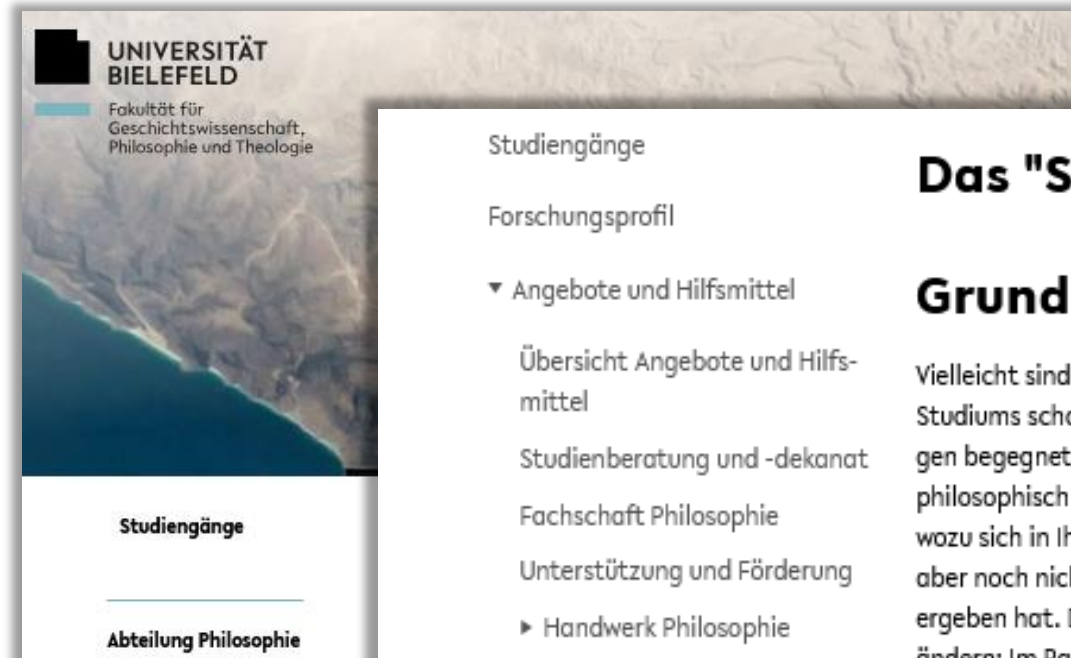 UNIVERSITÄT
BIELEFELD
Fakultät für
Geschichtswissenschaft,
Philosophie und Theologie
Studiengänge
Abteilung Philosophie
Studiengänge
Forschungsprofil
Angebote und Hilfsmittel
Übersicht Angebote und Hilfs-
mittel
Studienberatung und -dekanat
Fachschaft Philosophie
Unterstützung und Förderung
Handwerk Philosophie
Das "S
Grund
Vielleicht sind
Studiums scho
gen begegnet
philosophisch
wozu sich in Ih
aber noch nich
ergeben hat. D